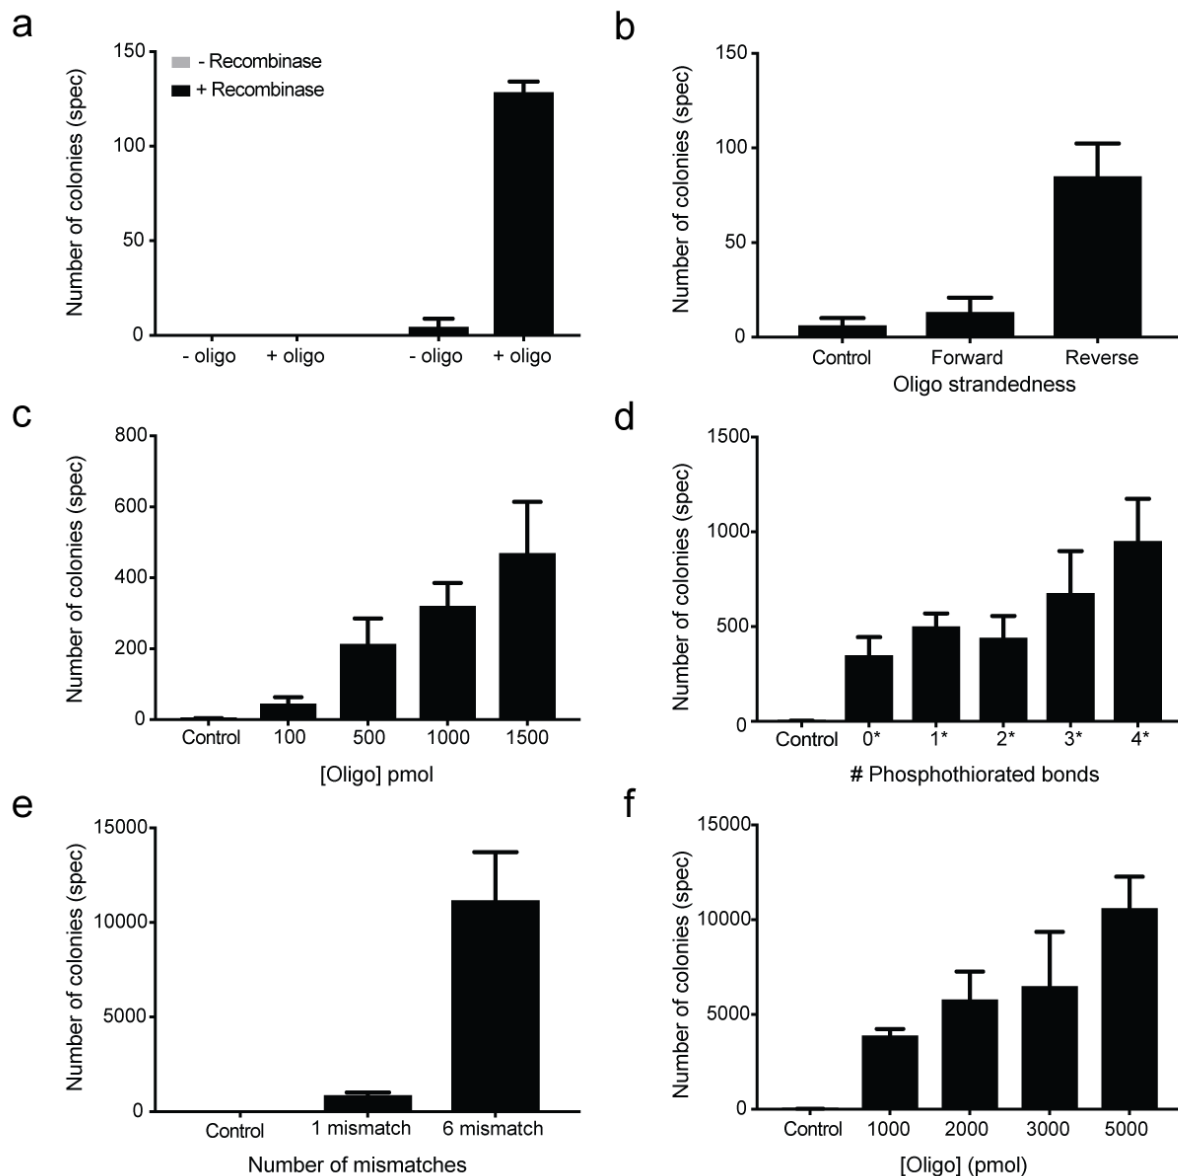 a
Number of colonies (spec)
150
100
50
0
- Recombinase
+ Recombinase
- oligo
+ oligo
- oligo
+ oligo
b
Number of colonies (spec)
150
100
50
0
Control
Forward
Reverse
Oligo strandedness
c
Number of colonies (spec)
800
600
400
200
0
Control
100
500
1000
1500
[Oligo] pmol
d
Number of colonies (spec)
1500
1000
500
0
Control
0*
1*
2*
3*
4*
# Phosphothiorated bonds
e
Number of colonies (spec)
15000
10000
5000
0
Control
1 mismatch
6 mismatch
Number of mismatches
f
Number of colonies (spec)
15000
10000
5000
0
Control
1000
2000
3000
5000
[Oligo] (pmol)